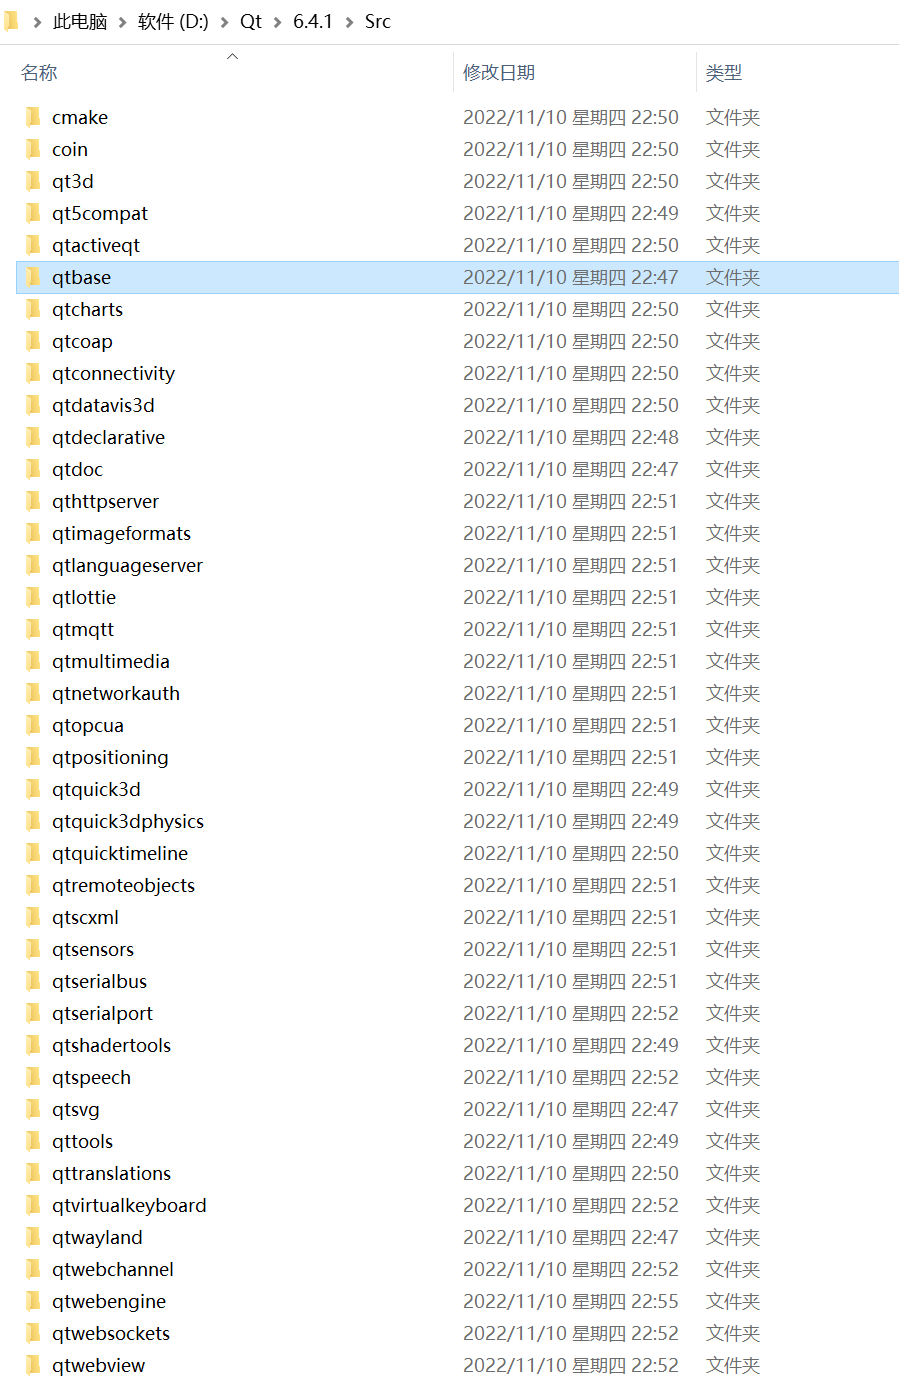 此电脑 > 软件 (D:) > Qt > 6.4.1 > Src
名称 修改日期 类型
cmake 2022/11/10 星期四 22:50 文件夹
coin 2022/11/10 星期四 22:50 文件夹
qt3d 2022/11/10 星期四 22:50 文件夹
qt5compat 2022/11/10 星期四 22:49 文件夹
qtactiveqt 2022/11/10 星期四 22:50 文件夹
qtbase 2022/11/10 星期四 22:47 文件夹
qtcharts 2022/11/10 星期四 22:50 文件夹
qtcoap 2022/11/10 星期四 22:50 文件夹
qtconnectivity 2022/11/10 星期四 22:50 文件夹
qtdatavis3d 2022/11/10 星期四 22:50 文件夹
qtdeclarative 2022/11/10 星期四 22:48 文件夹
qtdoc 2022/11/10 星期四 22:47 文件夹
qthttpserver 2022/11/10 星期四 22:51 文件夹
qtimageformats 2022/11/10 星期四 22:51 文件夹
qtlanguageserver 2022/11/10 星期四 22:51 文件夹
qtlottie 2022/11/10 星期四 22:51 文件夹
qtmqtt 2022/11/10 星期四 22:51 文件夹
qtmultimedia 2022/11/10 星期四 22:51 文件夹
qtnetworkauth 2022/11/10 星期四 22:51 文件夹
qtopcua 2022/11/10 星期四 22:51 文件夹
qtpositioning 2022/11/10 星期四 22:51 文件夹
qtquick3d 2022/11/10 星期四 22:49 文件夹
qtquick3dphysics 2022/11/10 星期四 22:49 文件夹
qtquicktimeline 2022/11/10 星期四 22:50 文件夹
qtremoteobjects 2022/11/10 星期四 22:51 文件夹
qtscxml 2022/11/10 星期四 22:51 文件夹
qtsensors 2022/11/10 星期四 22:51 文件夹
qtserialbus 2022/11/10 星期四 22:51 文件夹
qtserialport 2022/11/10 星期四 22:52 文件夹
qtshadertools 2022/11/10 星期四 22:49 文件夹
qtspeech 2022/11/10 星期四 22:52 文件夹
qtsvg 2022/11/10 星期四 22:47 文件夹
qttools 2022/11/10 星期四 22:49 文件夹
qttranslations 2022/11/10 星期四 22:50 文件夹
qtvirtualkeyboard 2022/11/10 星期四 22:52 文件夹
qtwayland 2022/11/10 星期四 22:47 文件夹
qtwebchannel 2022/11/10 星期四 22:52 文件夹
qtwebengine 2022/11/10 星期四 22:55 文件夹
qtwebsockets 2022/11/10 星期四 22:52 文件夹
qtwebview 2022/11/10 星期四 22:52 文件夹